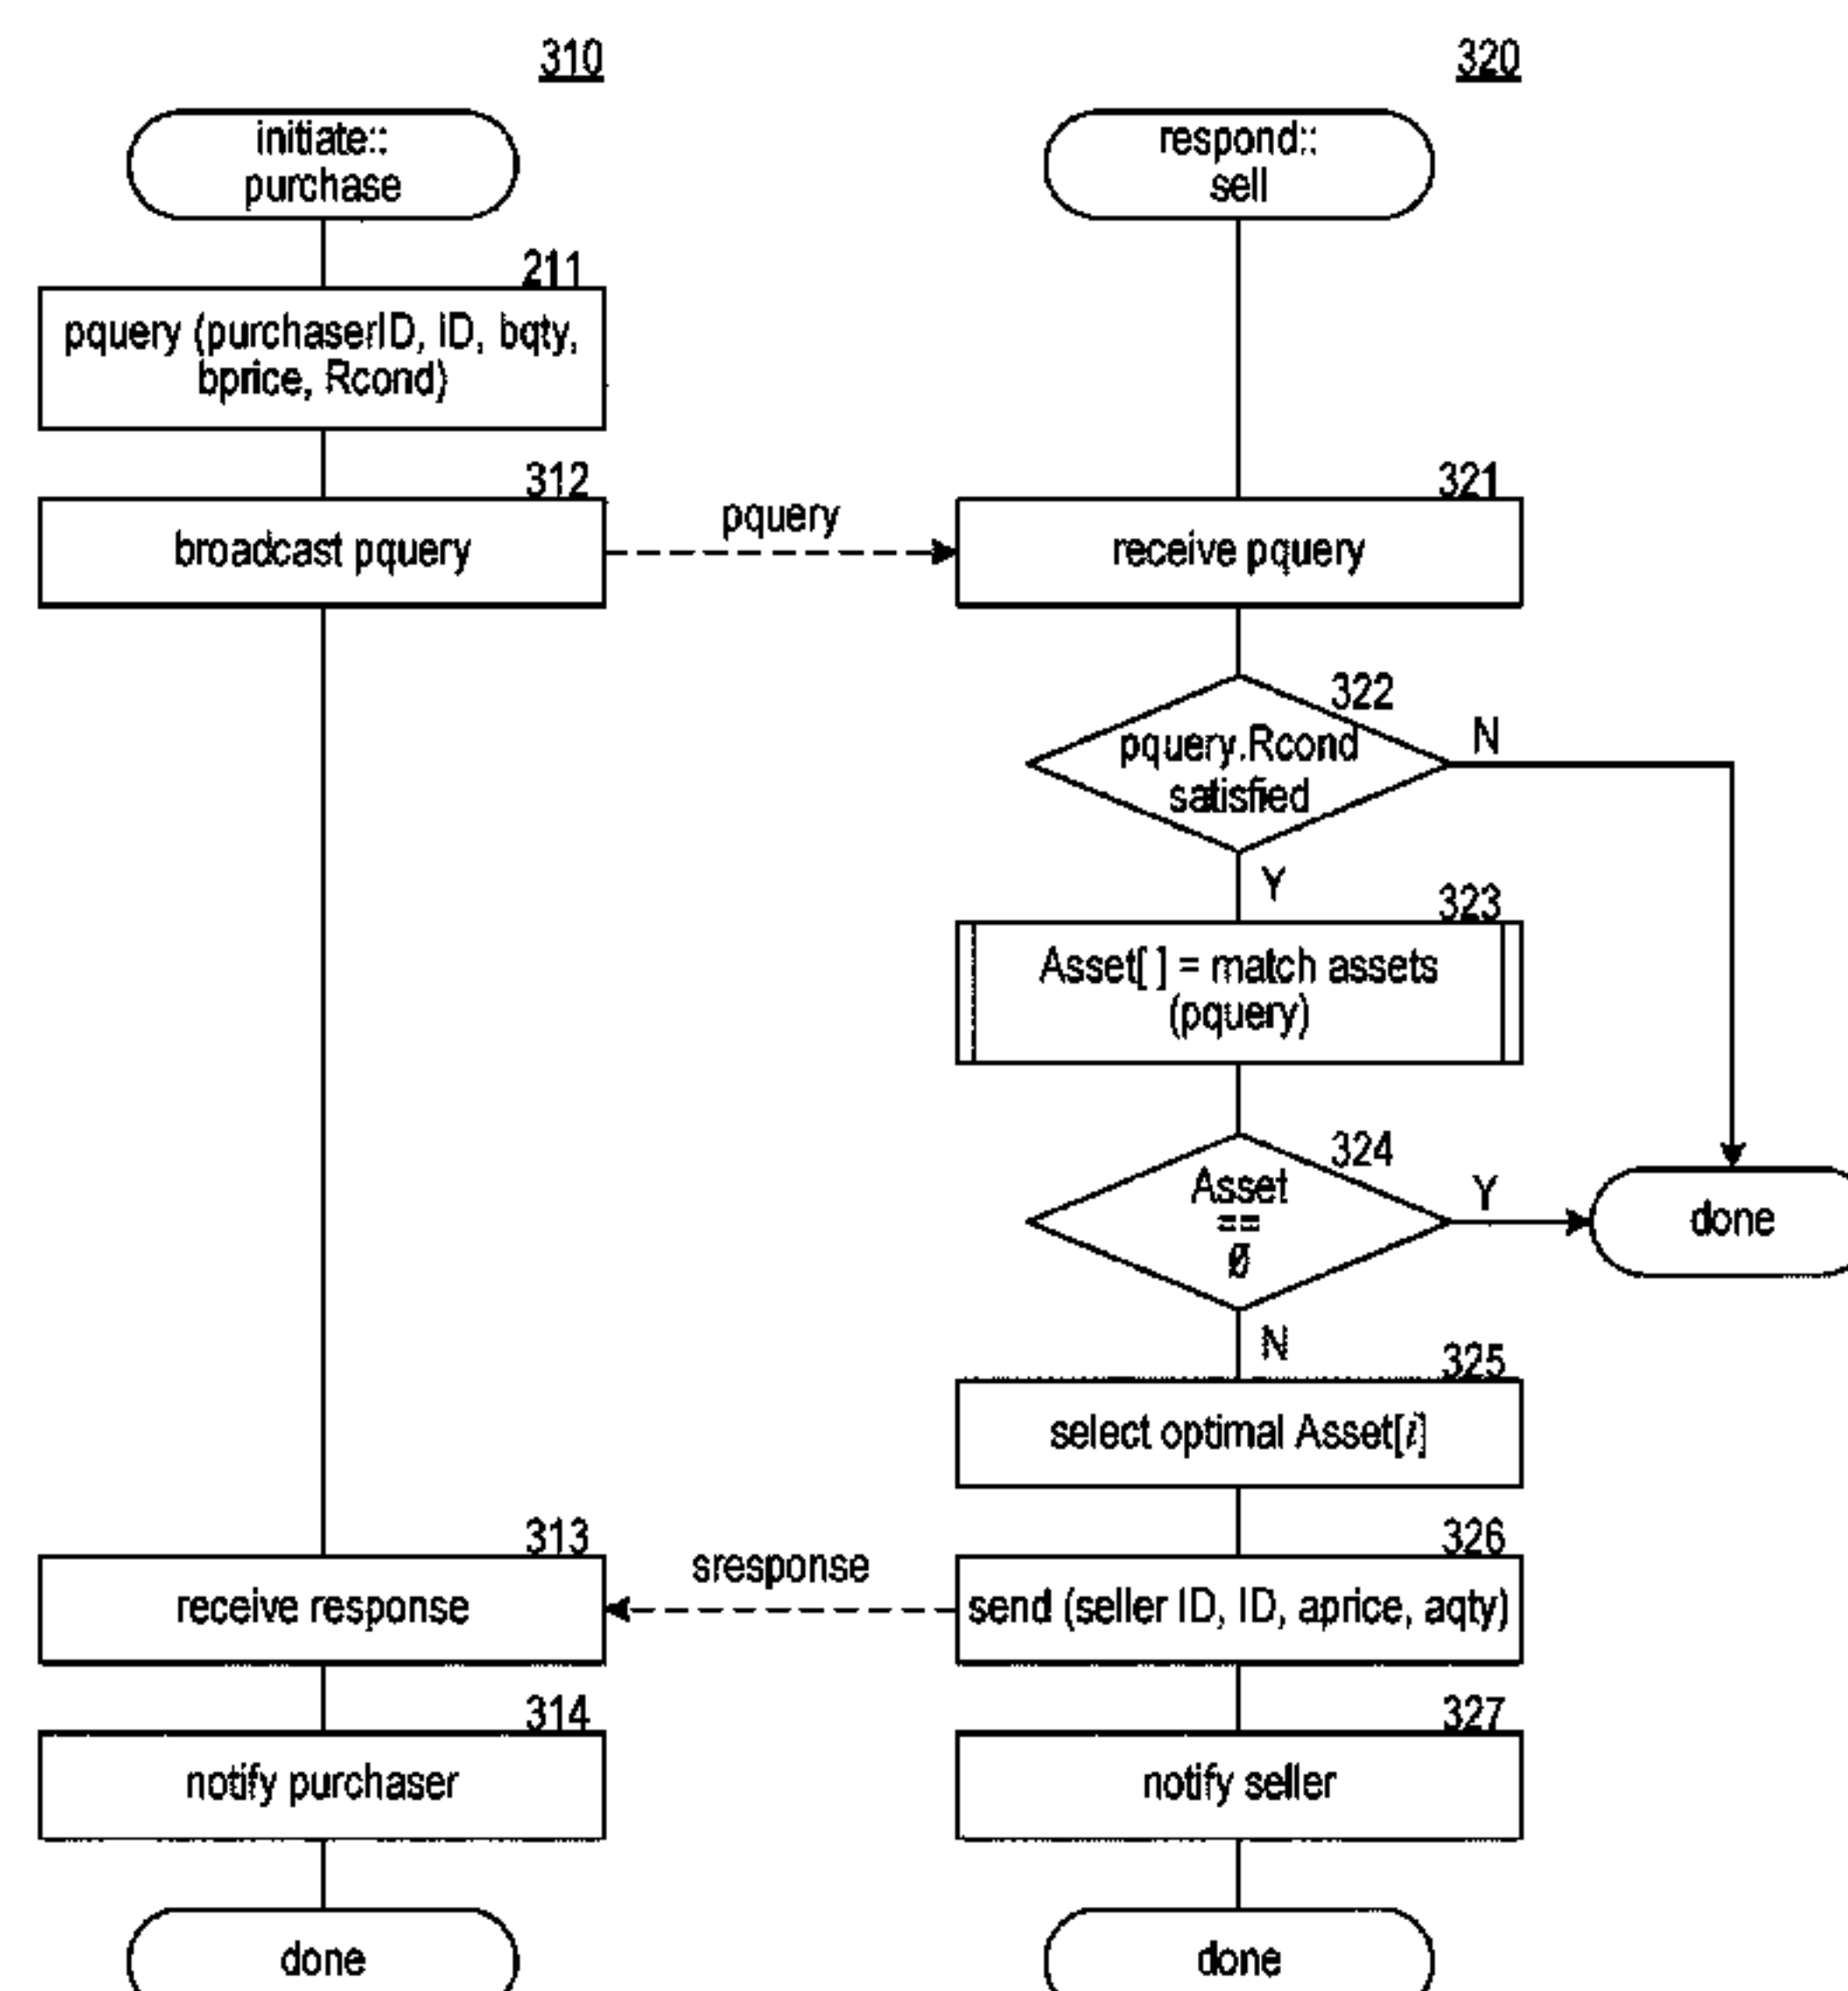 310
initiate::
purchase
211
pquery (purchaserID, ID, bqty,
bprice, Rcond)
312
broadcast pquery
pquery
313
receive response
sresponse
314
notify purchaser
done
320
respond::
sell
321
receive pquery
322
pquery.Rcond
satisfied
N
Y
323
Asset[ ] = match assets
(pquery)
324
Asset
==
Ø
Y
done
N
325
select optimal Asset[i]
326
send (seller ID, ID, aprice, aqty)
327
notify seller
done